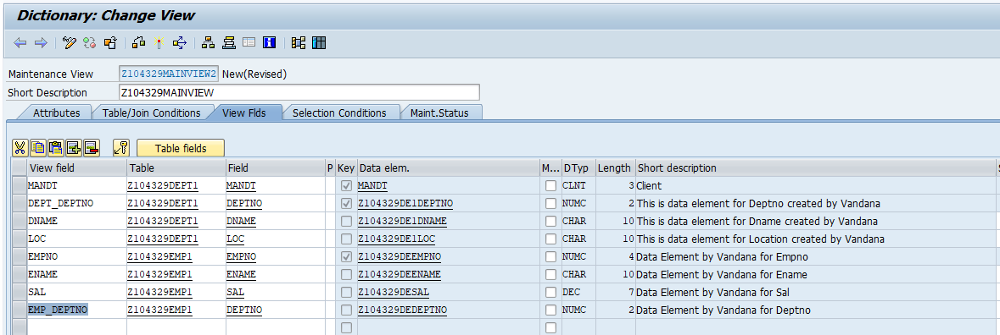 Dictionary: Change View
Maintenance View Z104329MAINVIEW2 New(Revised)
Short Description Z104329MAINVIEW
Attributes Table/Join Conditions View Flds Selection Conditions Maint.Status
Table fields
View field Table Field P Key Data elem. M... DTyp Length Short description
MANDT Z104329DEPT1 MANDT MANDT CLNT 3 Client
DEPT_DEPTNO Z104329DEPT1 DEPTNO Z104329DE1DEPTNO NUMC 2 This is data element for Deptno created by Vandana
DNAME Z104329DEPT1 DNAME Z104329DE1DNAME CHAR 10 This is data element for Dname created by Vandana
LOC Z104329DEPT1 LOC Z104329DE1LOC CHAR 10 This is data element for Location created by Vandana
EMPNO Z104329EMP1 EMPNO Z104329DEEMPNO NUMC 4 Data Element by Vandana for Empno
ENAME Z104329EMP1 ENAME Z104329DEENAME CHAR 10 Data Element by Vandana for Ename
SAL Z104329EMP1 SAL Z104329DESAL DEC 7 Data Element by Vandana for Sal
EMP_DEPTNO Z104329EMP1 DEPTNO Z104329DEDEPTNO NUMC 2 Data Element by Vandana for Deptno